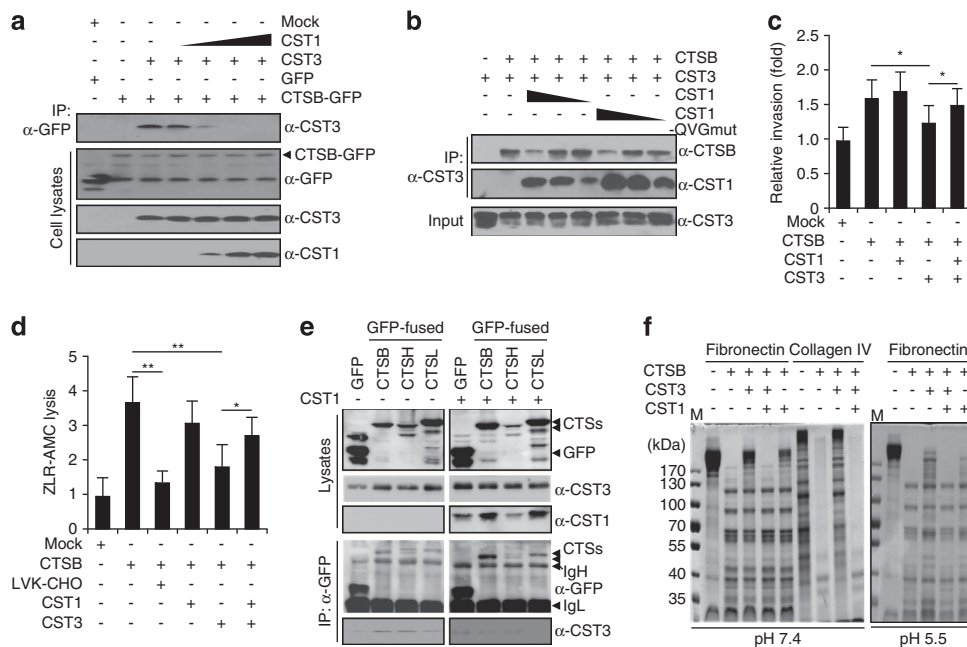 a
+ - - - - - - Mock
- - - - CST1
- - + + + + + CST3
+ - - - - - - GFP
- + + + + + + CTSB-GFP
IP:
α-GFP
α-CST3
Cell lysates
CTSB-GFP
α-GFP
α-CST3
α-CST1
b
- + + + + + + + CTSB
+ + + + + + + + CST3
- - - - - CST1
- - - - - CST1
-QVGmut
IP:
α-CST3
α-CTSB
α-CST1
Input
α-CST3
c
Relative invasion (fold)
2.5
2.0
1.5
1.0
0.5
0
*
*
Mock + - - - -
CTSB - + + + +
CST1 - - + - +
CST3 - - - + +
d
ZLR-AMC lysis
5
4
3
2
1
0
**
**
*
Mock + - - - - -
CTSB - + + + + +
LVK-CHO - - + - - -
CST1 - - - + - +
CST3 - - - - + +
e
GFP-fused GFP-fused
GFP CTSB CTSH CTSL GFP CTSB CTSH CTSL
CST1 - - - - + + + +
Lysates
CTSs
GFP
α-CST3
α-CST1
IP: α-GFP
CTSs
IgH
α-GFP
IgL
α-CST3
f
Fibronectin Collagen IV Fibronectin
CTSB
CST3
CST1
M
(kDa)
170
130
100
70
55
40
35
M
pH 7.4
pH 5.5